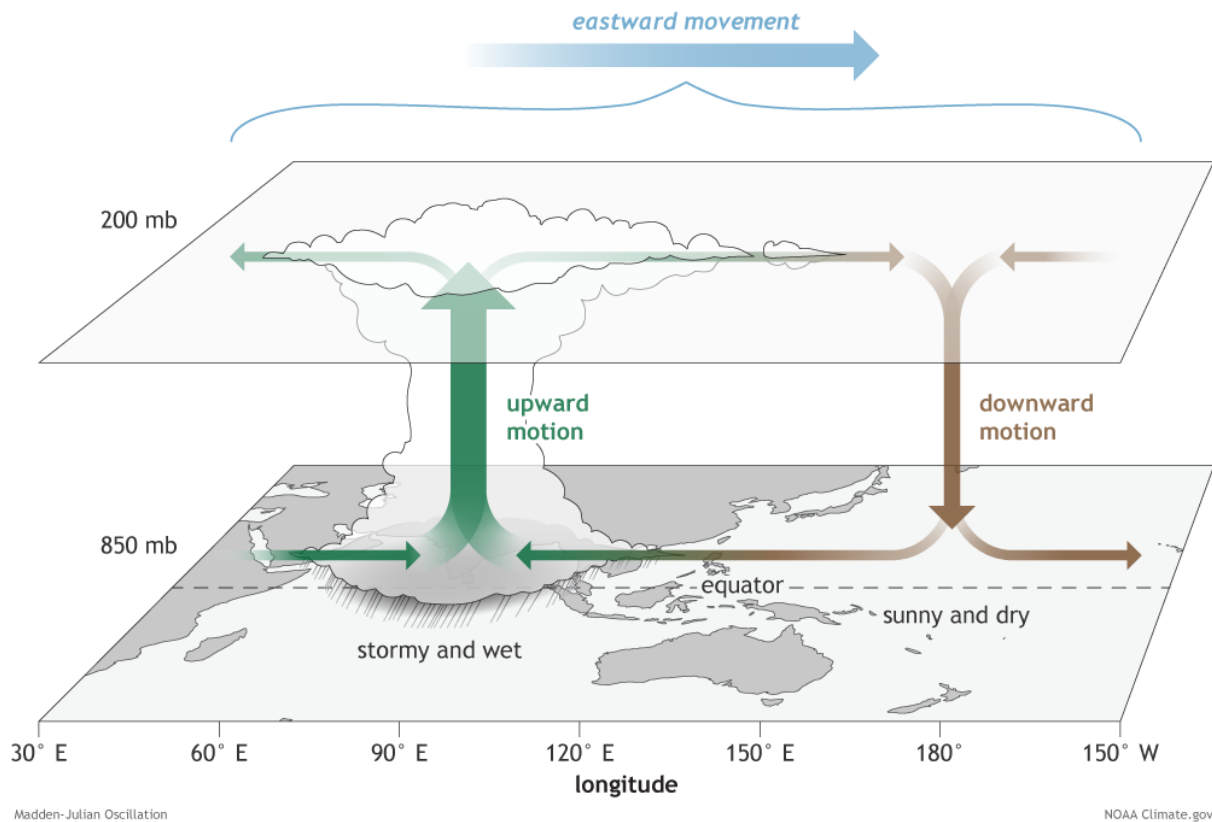 eastward movement
200 mb
upward
motion
downward
motion
850 mb
equator
sunny and dry
stormy and wet
30° E
60° E
90° E
120° E
150° E
180°
150° W
longitude
Madden-Julian Oscillation
NOAA Climate.gov